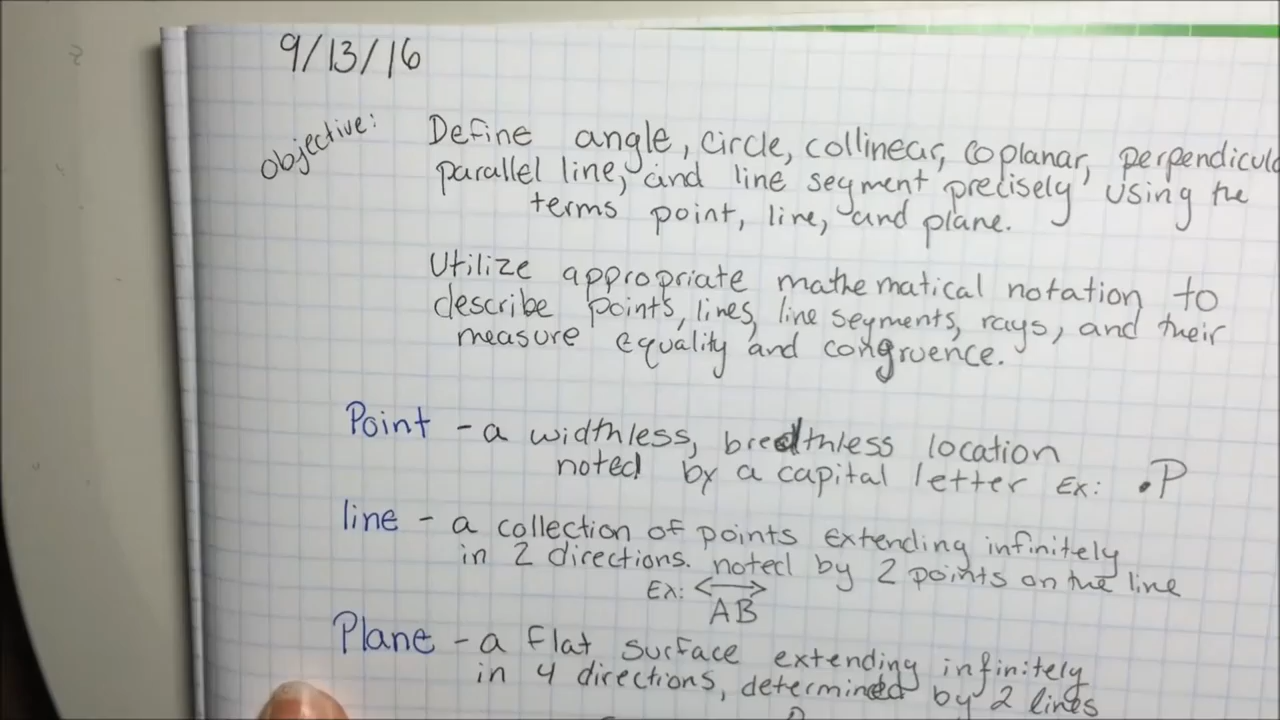 9/13/16
Objective: Define angle, circle, collinear, coplanar, perpendicul
parallel line, and line segment precisely using the
terms point, line, and plane.
Utilize appropriate mathematical notation to
describe points, lines, line segments, rays, and their
measure equality and congruence.
Point - a widthless, bredthless location
noted by a capital letter Ex: .P
line - a collection of points extending infinitely
in 2 directions. noted by 2 points on the line
Ex: ↔
AB
Plane - a flat surface extending infinitely
in 4 directions, determined by 2 lines